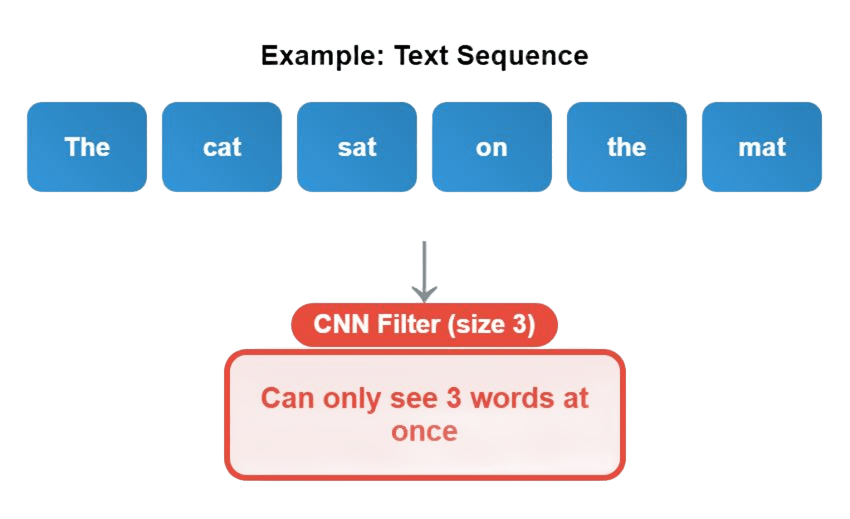 Example: Text Sequence
The cat sat on the mat
CNN Filter (size 3)
Can only see 3 words at
once